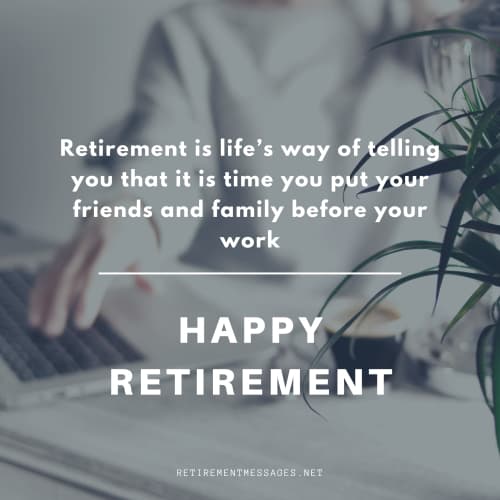 Retirement is life’s way of telling
you that it is time you put your
friends and family before your
work
HAPPY
RETIREMENT
RETIREMENTMESSAGES.NET